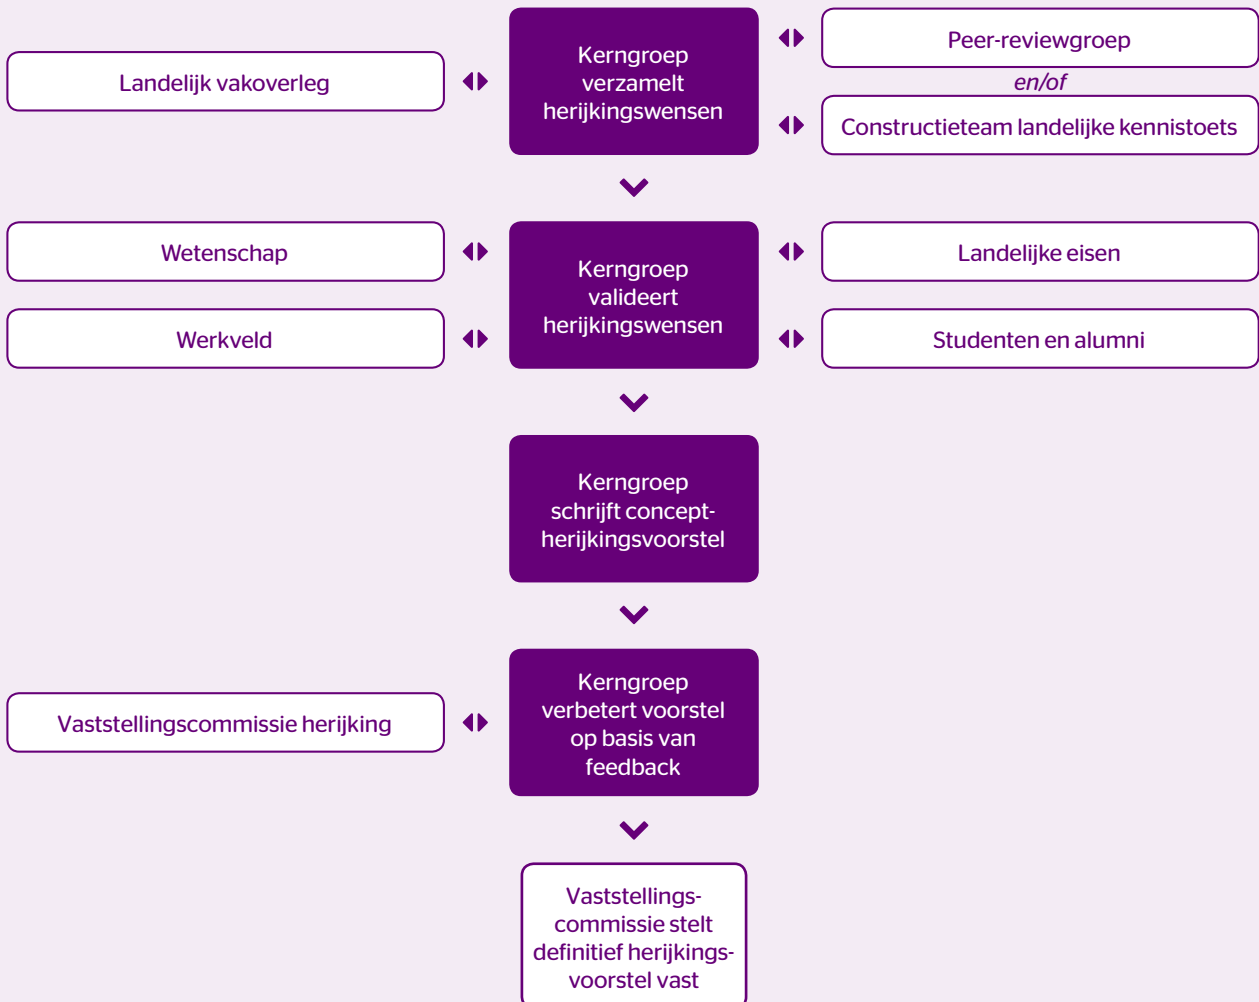 Kerngroep
verzamelt
herijkingswensen
Landelijk vakoverleg
Peer-reviewgroep
en/of
Constructieteam landelijke kennistoets
Kerngroep
valideert
herijkingswensen
Wetenschap
Werkveld
Landelijke eisen
Studenten en alumni
Kerngroep
schrijft concept-
herijkingsvoorstel
Kerngroep
verbetert voorstel
op basis van
feedback
Vaststellingscommissie herijking
Vaststellings-
commissie stelt
definitief herijkings-
voorstel vast